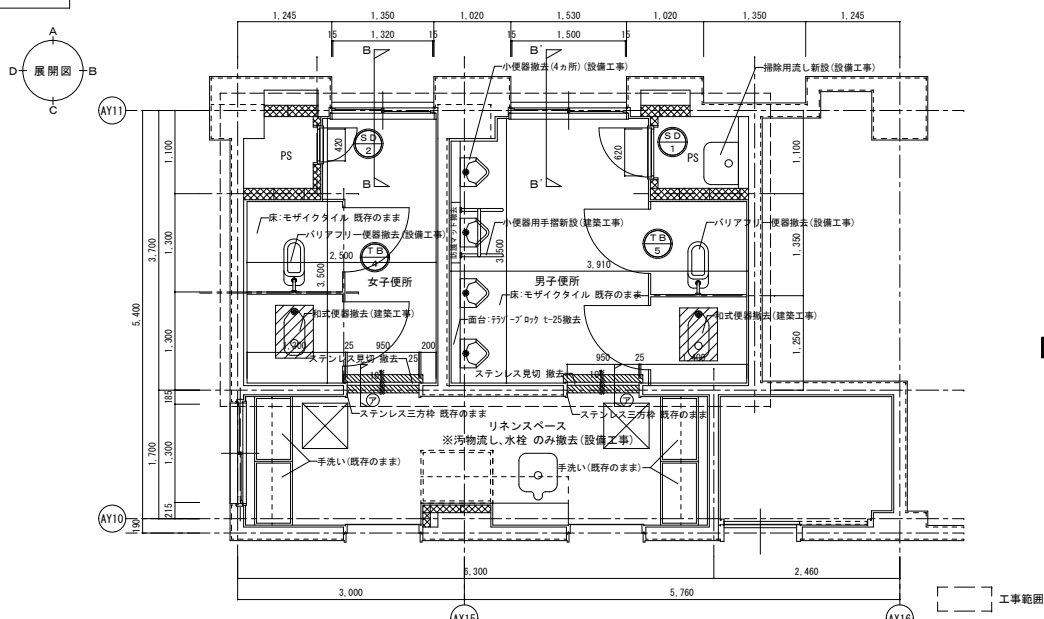 1,245
1,350
1,020
1,530
1,020
1,350
1,245
15
1,320
15
15
1,500
15
A
D
展開図
B
C
B
B'
小便器撤去(4ヵ所)(設備工事)
掃除用流し新設(設備工事)
AY11
PS
420
SD
2
620
SD
1
PS
B
B'
1,100
1,100
床:モザイクタイル 既存のまま
バリアフリー便器撤去(設備工事)
2,500
TB
4
3,500
女子便所
防護マット撤去
小便器用手摺新設(建築工事)
3,500
TB
5
バリアフリー便器撤去(設備工事)
3,910
男子便所
床:モザイクタイル 既存のまま
1,300
1,350
3,700
5,400
和式便器撤去(建築工事)
面台:テラゾーブロック t-25撤去
和式便器撤去(建築工事)
1,300
1,250
25
950
25
200
950
25
ステンレス見切 撤去
ステンレス見切 撤去
185
ア
ア
ステンレス三方枠 既存のまま
ステンレス三方枠 既存のまま
リネンスペース
※汚物流し、水栓 のみ撤去(設備工事)
手洗い(既存のまま)
手洗い(既存のまま)
1,700
1,300
215
190
AY10
6,300
2,460
3,000
5,760
AY15
AY16
工事範囲